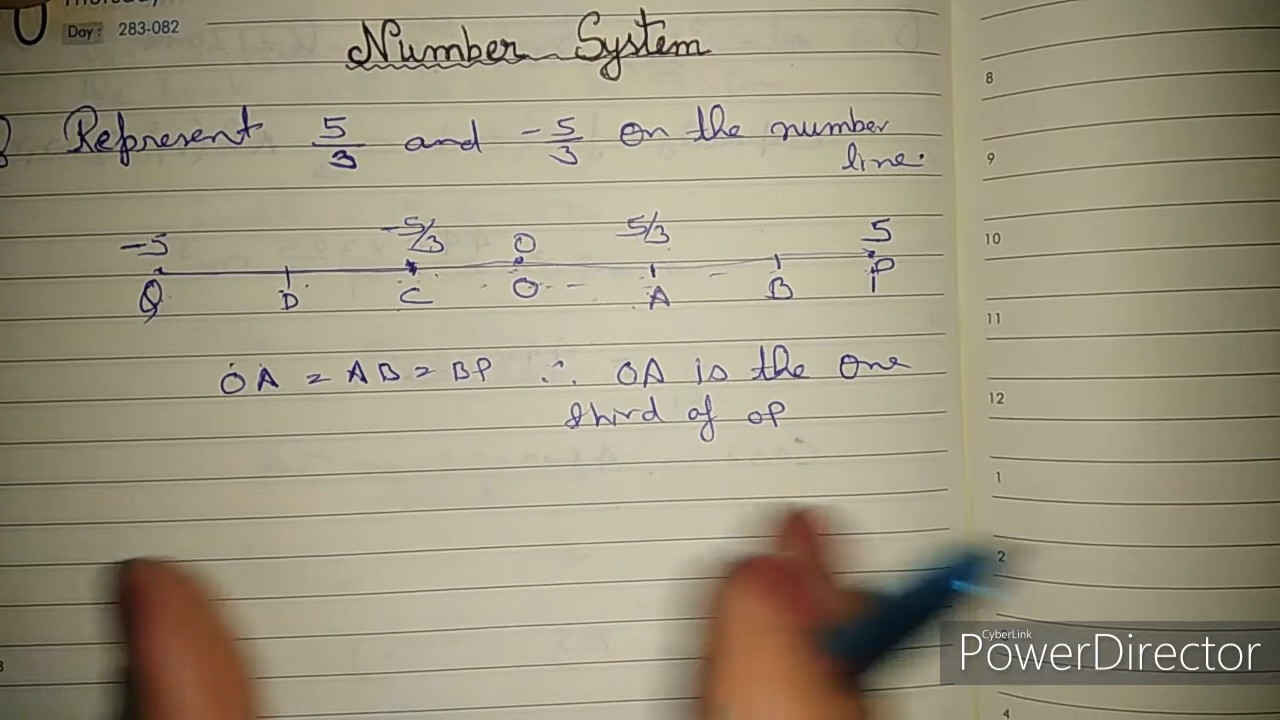 Day: 283-082
Number System
Represent 5/3 and -5/3 on the number
line.
-5 -5/3 0 5/3 5
Q D C O A B P
OA = AB = BP ∴ OA is the one
third of OP
8
9
10
11
12
1
2
4
CyberLink
PowerDirector